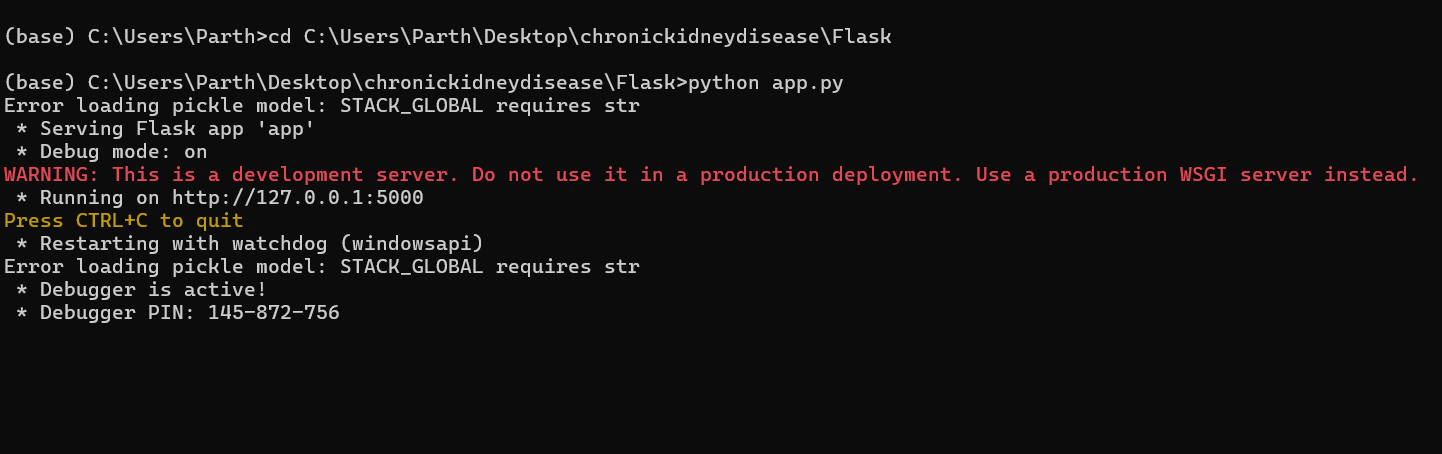 (base) C:\Users\Parth>cd C:\Users\Parth\Desktop\chronickidneydisease\Flask
(base) C:\Users\Parth\Desktop\chronickidneydisease\Flask>python app.py
Error loading pickle model: STACK_GLOBAL requires str
 * Serving Flask app 'app'
 * Debug mode: on
WARNING: This is a development server. Do not use it in a production deployment. Use a production WSGI server instead.
 * Running on http://127.0.0.1:5000
Press CTRL+C to quit
 * Restarting with watchdog (windowsapi)
Error loading pickle model: STACK_GLOBAL requires str
 * Debugger is active!
 * Debugger PIN: 145-872-756